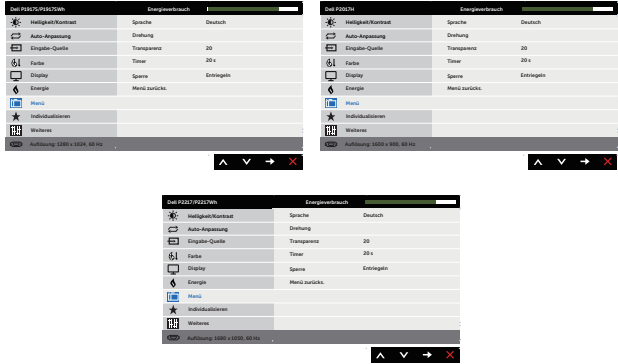 Dell P1917S/P1917SWh Energieverbrauch
Helligkeit/Kontrast Sprache Deutsch
Auto-Anpassung Drehung
Eingabe-Quelle Transparenz 20
Farbe Timer 20 s
Display Sperre Entriegeln
Energie Menü zurücks.
Menü
Individualisieren
Weiteres
Auflösung: 1280 x 1024, 60 Hz
Dell P2017H Energieverbrauch
Helligkeit/Kontrast Sprache Deutsch
Auto-Anpassung Drehung
Eingabe-Quelle Transparenz 20
Farbe Timer 20 s
Display Sperre Entriegeln
Energie Menü zurücks.
Menü
Individualisieren
Weiteres
Auflösung: 1600 x 900, 60 Hz
Dell P2217/P2217Wh Energieverbrauch
Helligkeit/Kontrast Sprache Deutsch
Auto-Anpassung Drehung
Eingabe-Quelle Transparenz 20
Farbe Timer 20 s
Display Sperre Entriegeln
Energie Menü zurücks.
Menü
Individualisieren
Weiteres
Auflösung: 1680 x 1050, 60 Hz